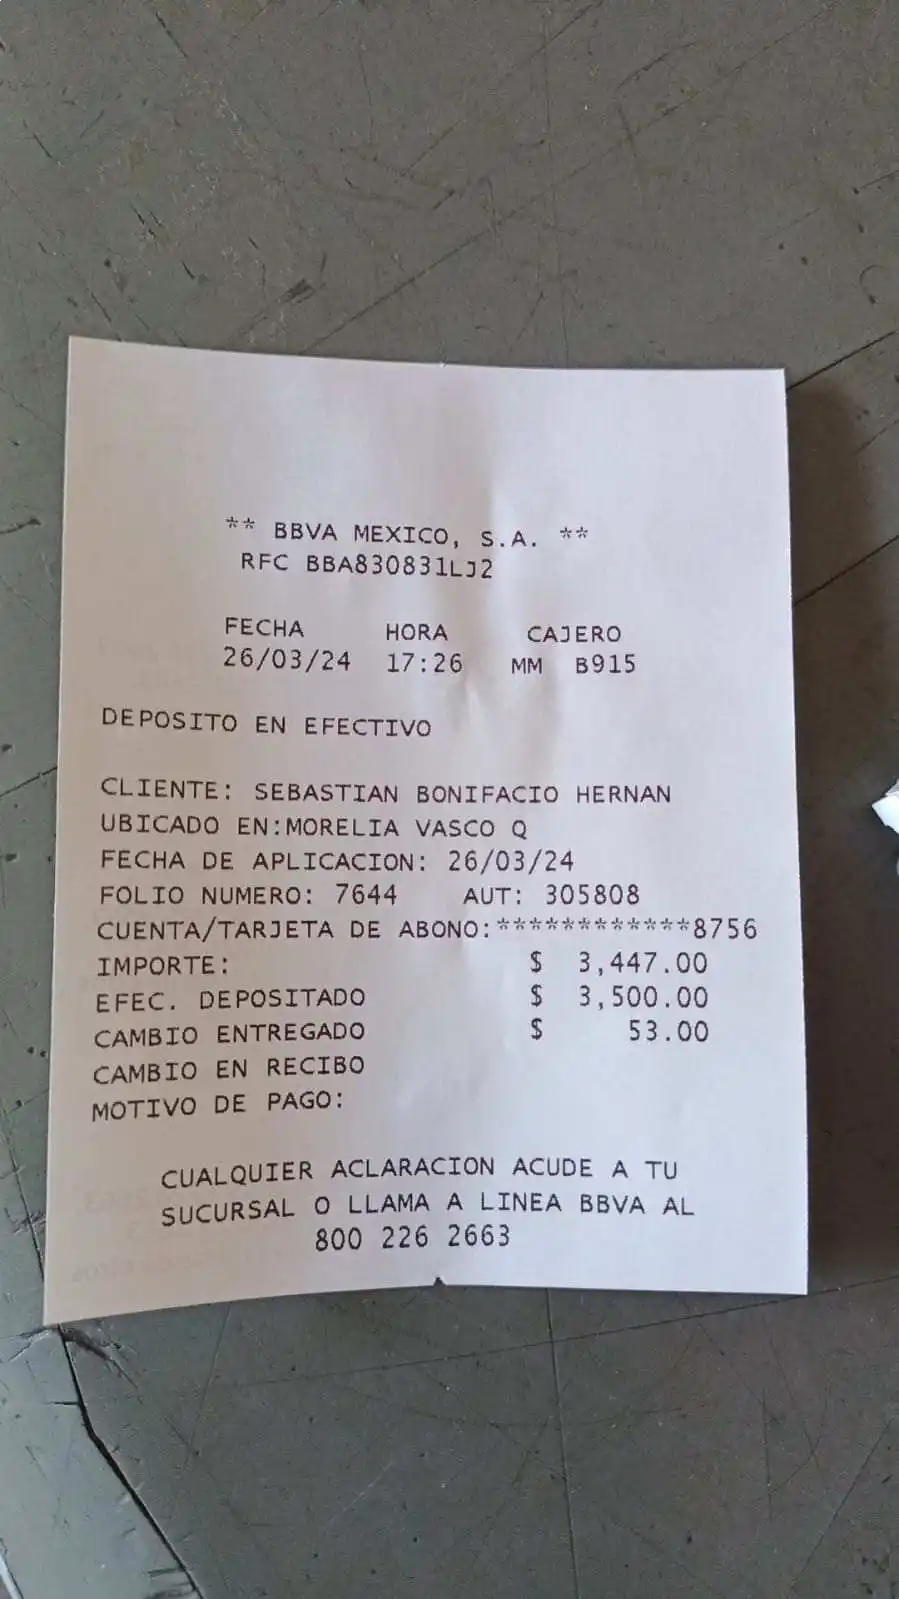 ** BBVA MEXICO, S.A. **
RFC BBA830831LJ2
FECHA HORA CAJERO
26/03/24 17:26 MM B915
DEPOSITO EN EFECTIVO
CLIENTE: SEBASTIAN BONIFACIO HERNAN
UBICADO EN:MORELIA VASCO Q
FECHA DE APLICACION: 26/03/24
FOLIO NUMERO: 7644 AUT: 305808
CUENTA/TARJETA DE ABONO:************8756
IMPORTE: $ 3,447.00
EFEC. DEPOSITADO $ 3,500.00
CAMBIO ENTREGADO $ 53.00
CAMBIO EN RECIBO
MOTIVO DE PAGO:
CUALQUIER ACLARACION ACUDE A TU
SUCURSAL O LLAMA A LINEA BBVA AL
800 226 2663